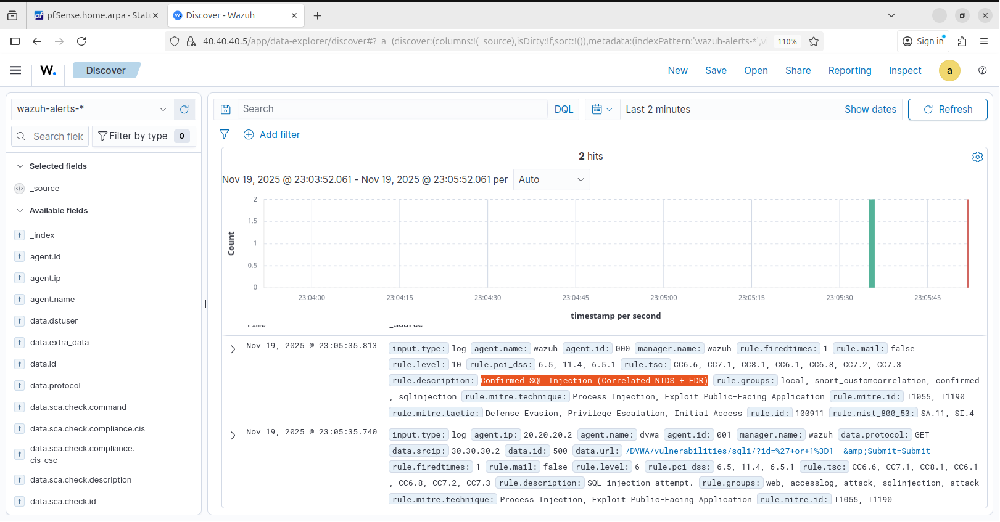 pfSense.home.arpa - Stat
Discover - Wazuh
40.40.40.5/app/data-explorer/discover#?_a=(discover:(columns:!(_source),isDirty:!f,sort:!()),metadata:(indexPattern:'wazuh-alerts-*',v
110%
Sign in
W.
Discover
New Save Open Share Reporting Inspect
a
wazuh-alerts-*
Search
DQL
Last 2 minutes
Show dates
Refresh
Search field
Filter by type 0
Add filter
Selected fields
_source
Available fields
_index
agent.id
agent.ip
agent.name
data.dstuser
data.extra_data
data.id
data.protocol
data.sca.check.command
data.sca.check.compliance.cis
data.sca.check.compliance.
cis_csc
data.sca.check.description
data.sca.check.id
2 hits
Nov 19, 2025 @ 23:03:52.061 - Nov 19, 2025 @ 23:05:52.061 per Auto
Count
2
1.5
1
0.5
0
23:04:00 23:04:15 23:04:30 23:04:45 23:05:00 23:05:15 23:05:30 23:05:45
timestamp per second
Time _source
Nov 19, 2025 @ 23:05:35.813
input.type: log agent.name: wazuh agent.id: 000 manager.name: wazuh rule.firedtimes: 1 rule.mail: false
rule.level: 10 rule.pci_dss: 6.5, 11.4, 6.5.1 rule.tsc: CC6.6, CC7.1, CC8.1, CC6.1, CC6.8, CC7.2, CC7.3
rule.description: Confirmed SQL Injection (Correlated NIDS + EDR) rule.groups: local, snort_customcorrelation, confirmed
, sqlinjection rule.mitre.technique: Process Injection, Exploit Public-Facing Application rule.mitre.id: T1055, T1190
rule.mitre.tactic: Defense Evasion, Privilege Escalation, Initial Access rule.id: 100911 rule.nist_800_53: SA.11, SI.4
Nov 19, 2025 @ 23:05:35.740
input.type: log agent.ip: 20.20.20.2 agent.name: dvwa agent.id: 001 manager.name: wazuh data.protocol: GET
data.srcip: 30.30.30.2 data.id: 500 data.url: /DVWA/vulnerabilities/sqli/?id=%27+or+1%3D1--&amp;Submit=Submit
rule.firedtimes: 1 rule.mail: false rule.level: 6 rule.pci_dss: 6.5, 11.4, 6.5.1 rule.tsc: CC6.6, CC7.1, CC8.1, CC6.1
, CC6.8, CC7.2, CC7.3 rule.description: SQL injection attempt. rule.groups: web, accesslog, attack, sqlinjection, attack
rule.mitre.technique: Process Injection, Exploit Public-Facing Application rule.mitre.id: T1055, T1190